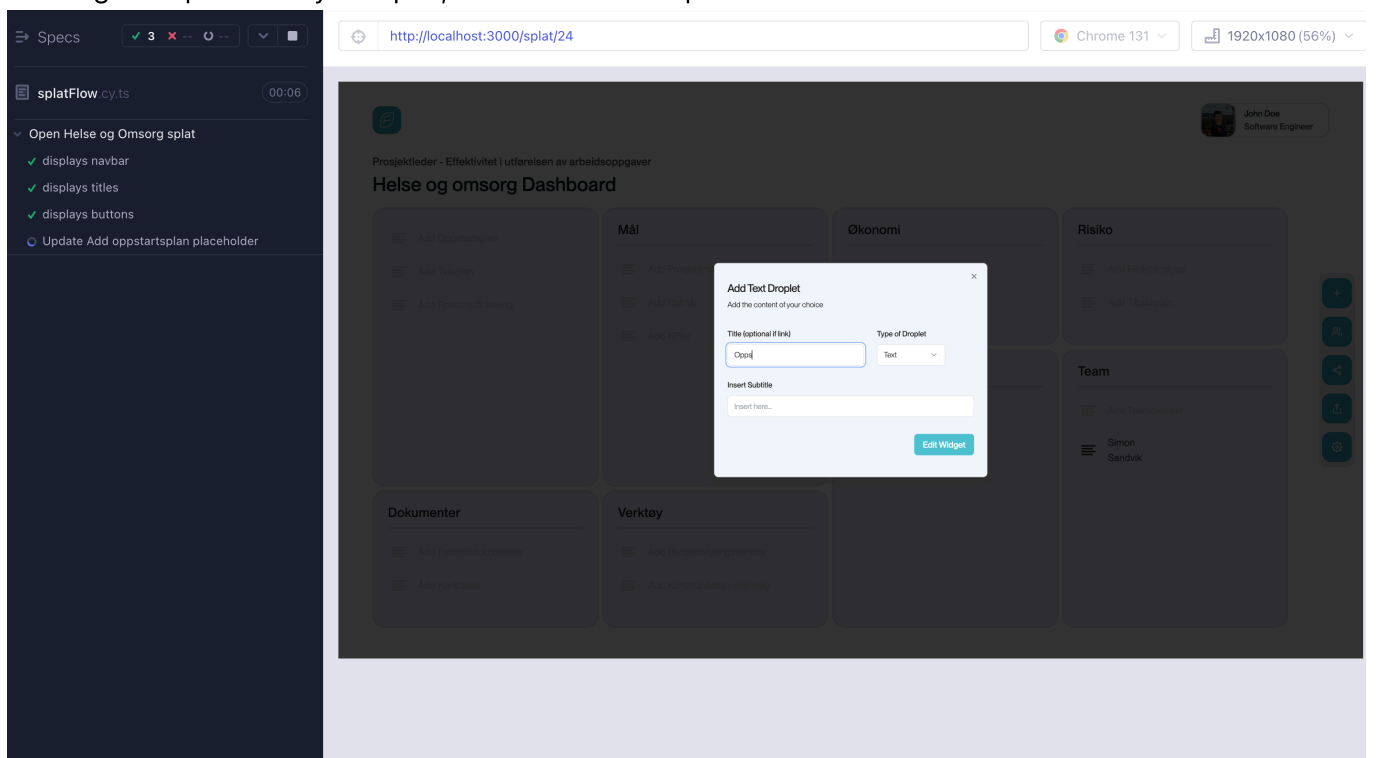 Specs
3
--
--
http://localhost:3000/splat/24
Chrome 131
1920x1080 (56%)
splatFlow.cy.ts
00:06
Open Helse og Omsorg splat
displays navbar
displays titles
displays buttons
Update Add oppstartsplan placeholder
John Doe
Software Engineer
Prosjektleder - Effektivitet i utførelsen av arbeidsoppgaver
Helse og omsorg Dashboard
Mål
Økonomi
Risiko
Add Text Droplet
Add the content of your choice
Title (optional if link)
Type of Droplet
Opps
Text
Insert Subtitle
Insert here...
Edit Widget
Team
Simon
Sandvik
Dokumenter
Verktøy